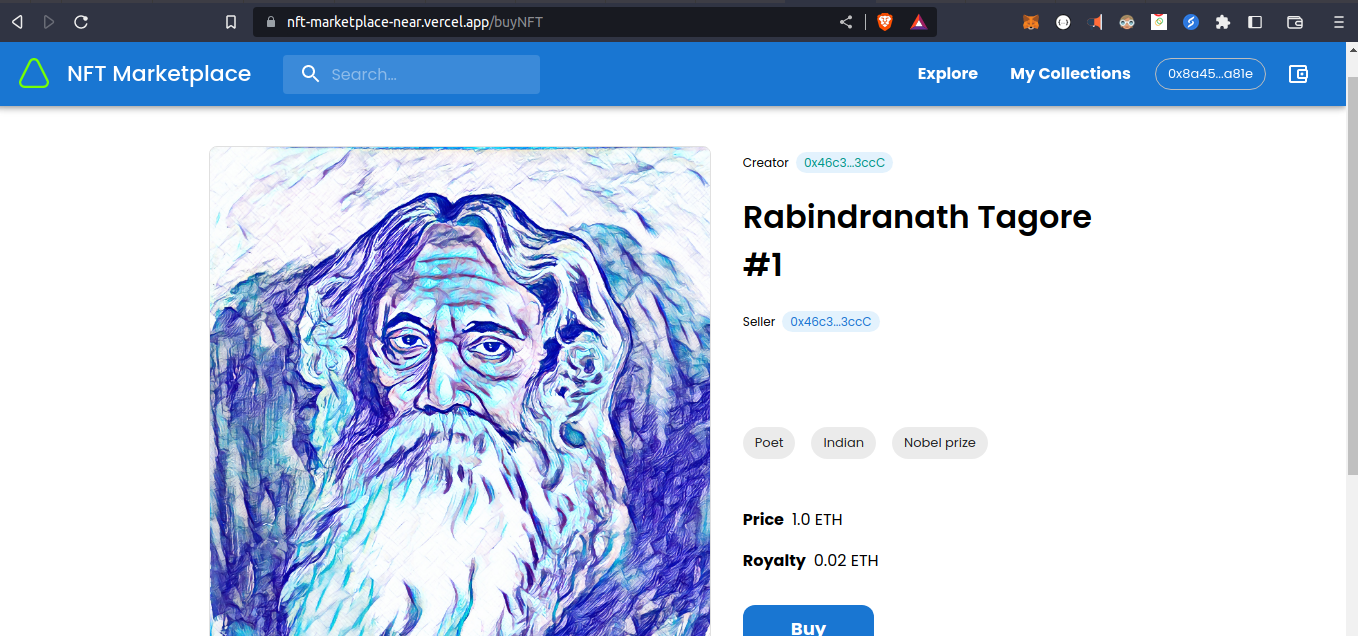 nft-marketplace-near.vercel.app/buyNFT
NFT Marketplace
Search...
Explore
My Collections
0x8a45...a81e
Creator 0x46c3...3ccC
Rabindranath Tagore
#1
Seller 0x46c3...3ccC
Poet Indian Nobel prize
Price 1.0 ETH
Royalty 0.02 ETH
Buy